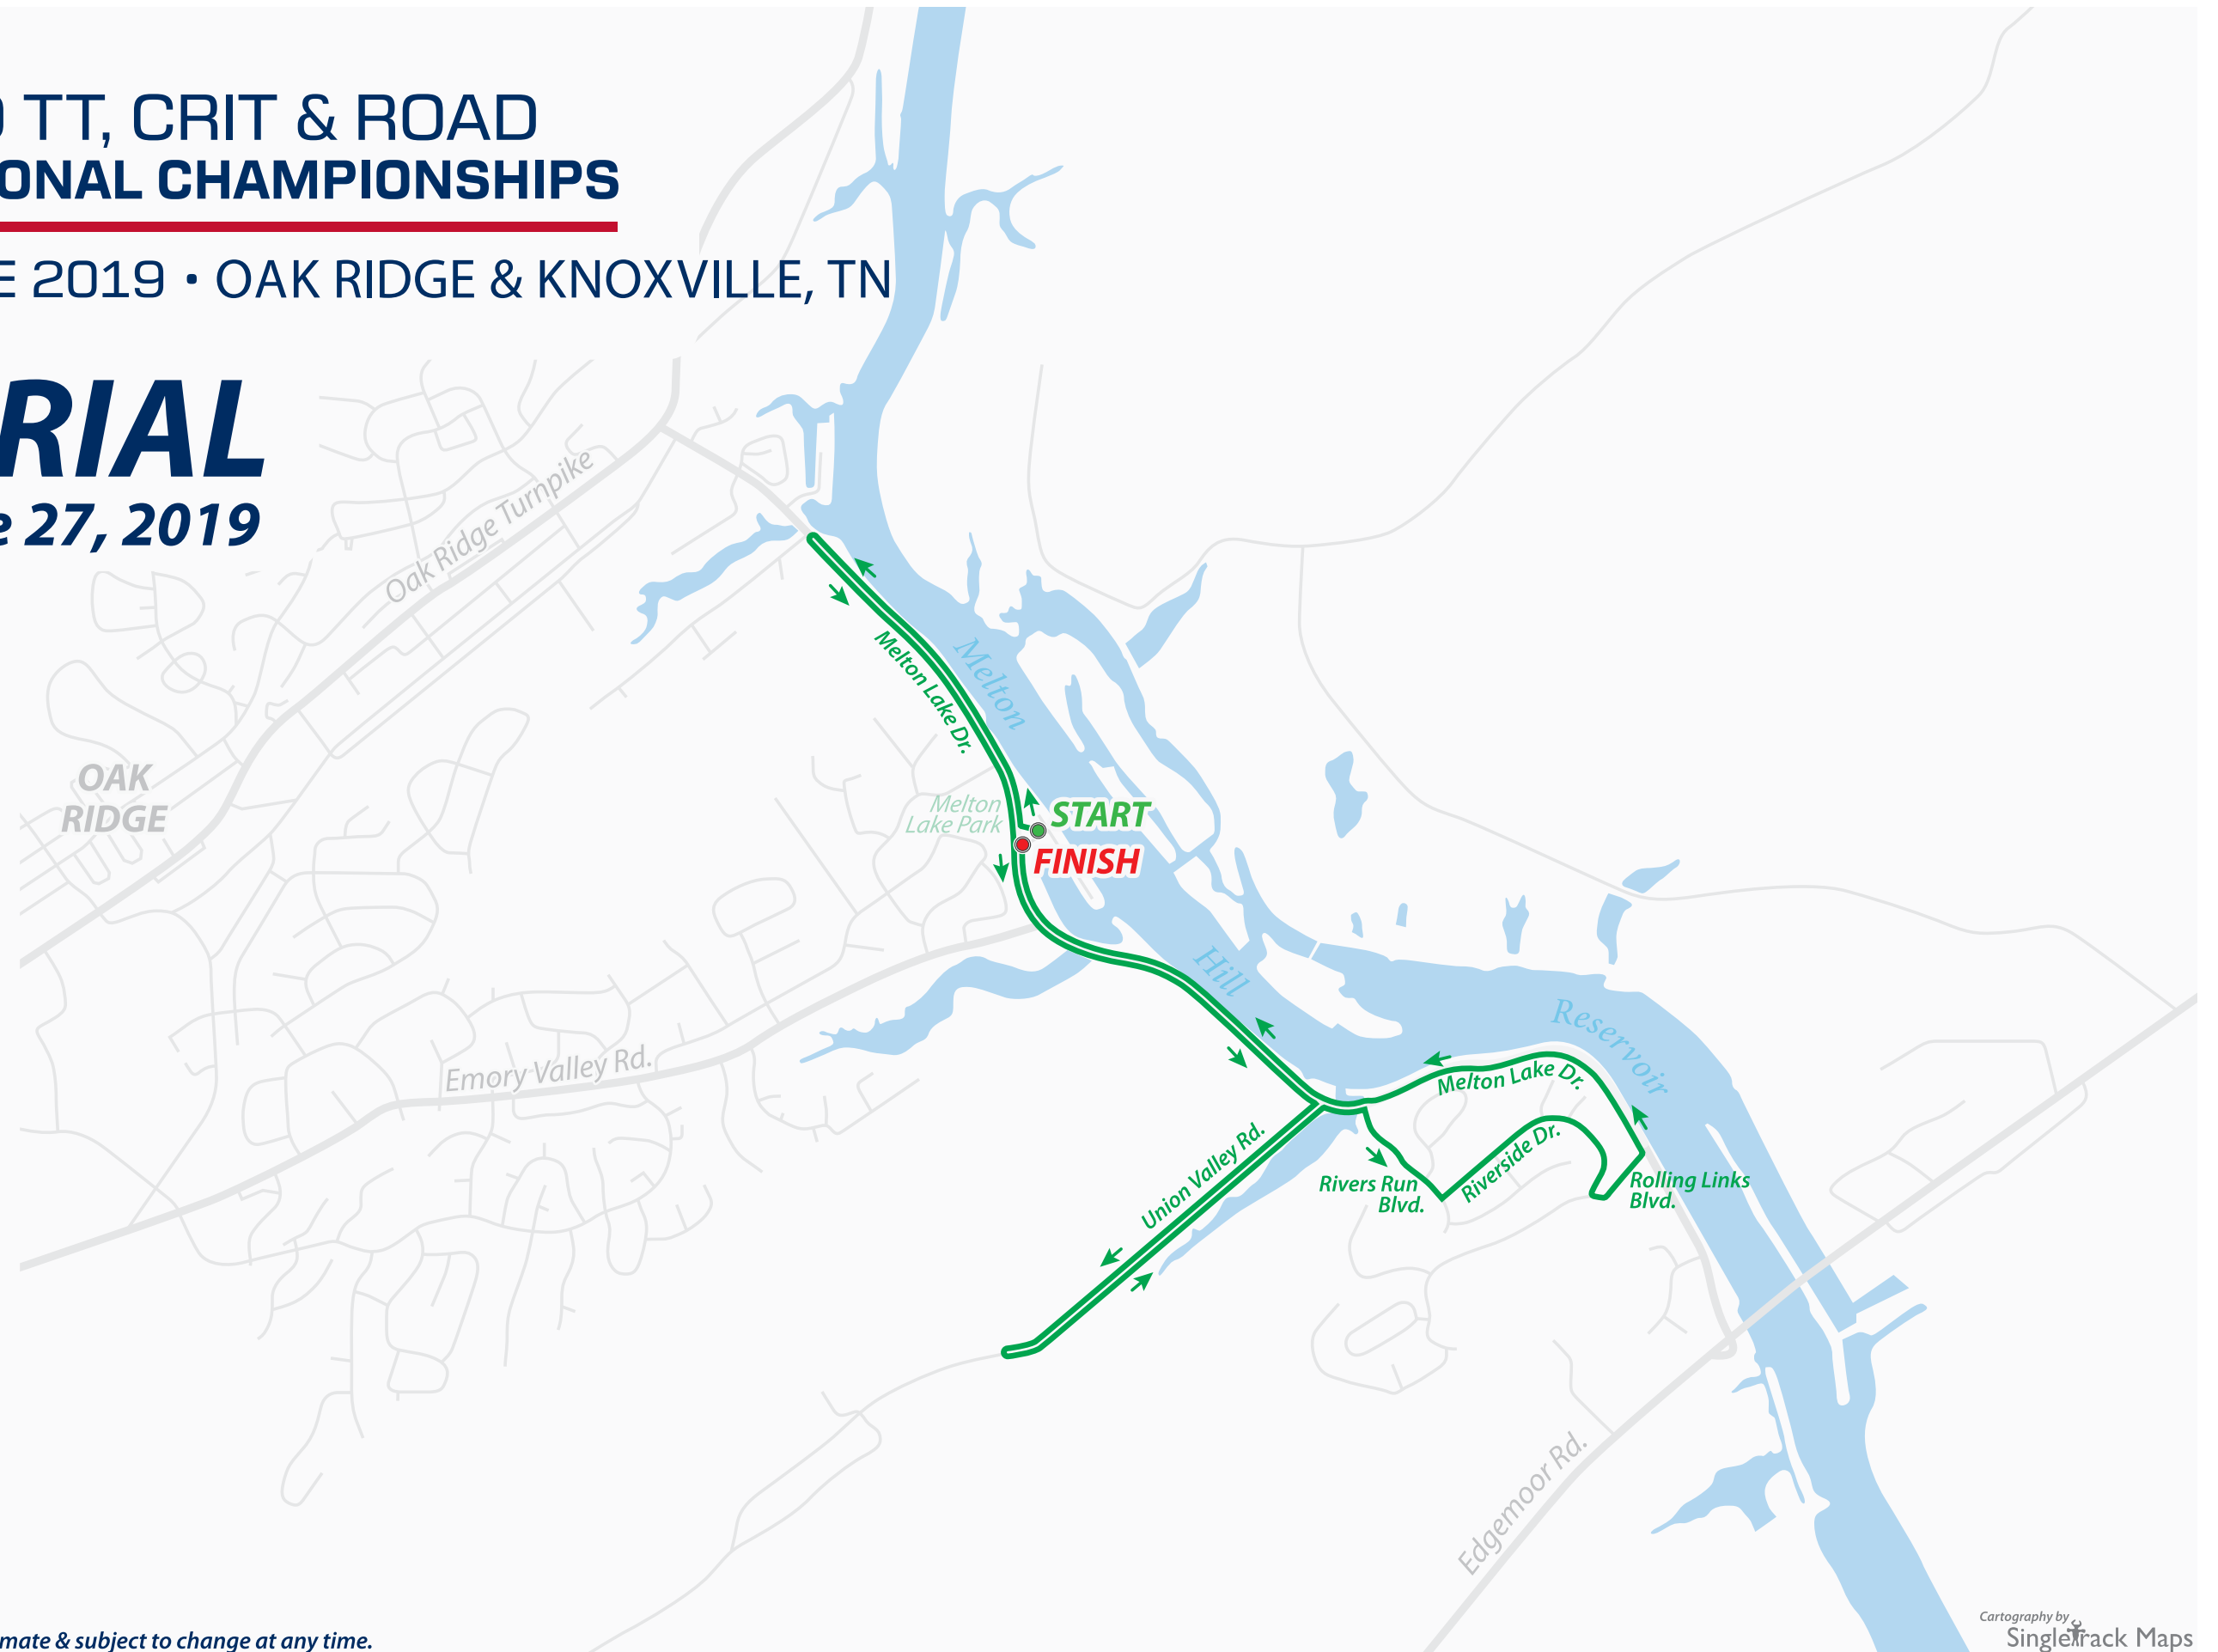 TT, CRIT & ROAD
ONAL CHAMPIONSHIPS
E 2019 • OAK RIDGE & KNOXVILLE, TN
RIAL
e 27, 2019
Oak Ridge Turnpike
OAK
RIDGE
Melton Lake Dr.
Melton
Melton
Lake Park
START
FINISH
Hill
Reservoir
Emory Valley Rd.
Melton Lake Dr.
Union Valley Rd.
Riverside Dr.
Rivers Run
Blvd.
Rolling Links
Blvd.
Edgemoor Rd.
mate & subject to change at any time.
Cartography by
Singletrack Maps